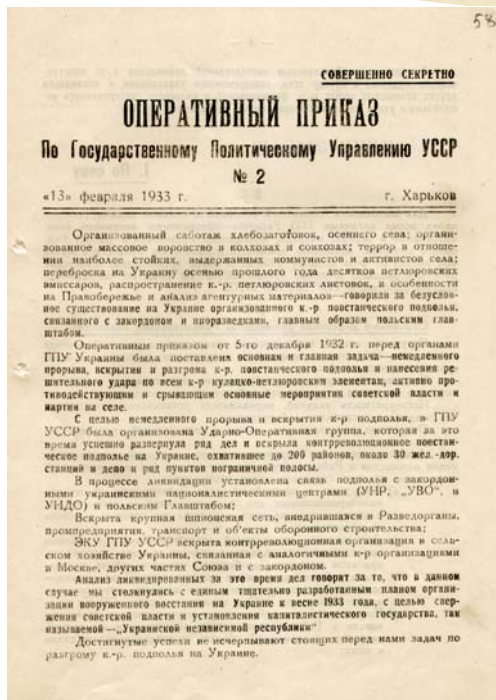 58
СОВЕРШЕННО СЕКРЕТНО
ОПЕРАТИВНЫЙ ПРИКАЗ
По Государственному Политическому Управлению УССР
№ 2
«13» февраля 1933 г. г. Харьков
Организованный саботаж хлебозаготовок, осеннего сева; органи-
зованное массовое воровство в колхозах и совхозах; террор в отноше-
нии наиболее стойких, выдержанных коммунистов и активистов села;
переброска на Украину осенью прошлого года десятков петлюровских
эмиссаров, распространение к.-р. петлюровских листовок, в особенности
на Правобережье и анализ агентурных материалов—говорили за безуслов-
ное существование на Украине организованного к.-р повстанческого подполья,
связанного с закордоном и иноразведками, главным образом польским глав-
штабом.
Оперативным приказом от 5-го декабря 1932 г. перед органами
ГПУ Украины была поставлена основная и главная задача—немедленного
прорыва, вскрытия и разгрома к.-р. повстанческого подполья и нанесения ре-
шительного удара по всем к-р кулацко-петлюровским элементам, активно про-
тиводействующим и срывающим основные мероприятия советской власти и
партии на селе.
С целью немедленного прорыва и вскрытия к-р подполья, в ГПУ
УССР была организована Ударно-Оперативная группа, которая за это
время успешно развернула ряд дел и вскрыла контрреволюционное повстан-
ческое подполье на Украине, охватившее до 200 районов, около 30 жел.-дор.
станций и депо и ряд пунктов пограничной полосы.
В процессе ликвидации установлена связь подполья с закордон-
ными украинскими националистическими центрами (УНР, „УВО“, и
УНДО) и польским Главштабом;
Вскрыта крупная шпионская сеть, внедрявшаяся в Разведорганы,
промпредприятия, транспорт и об'екты оборонного строительства;
ЭКУ ГПУ УССР вскрыта контрреволюционная организация в сель-
ском хозяйстве Украины, связанная с аналогичными к-р организациями
в Москве, других частях Союза и с закордоном.
Анализ ликвидированных за это время дел говорит за то, что в данном
случае мы столкнулись с единым тщательно разработанным планом органи-
зации вооруженного восстания на Украине к весне 1933 года, с целью свер-
жения советской власти и установления капиталистического государства, так
называемой—„Украинской независимой республики“
Достигнутые успехи не исчерпывают стоящих перед нами задач по
разгрому к.-р. подполья на Украине.